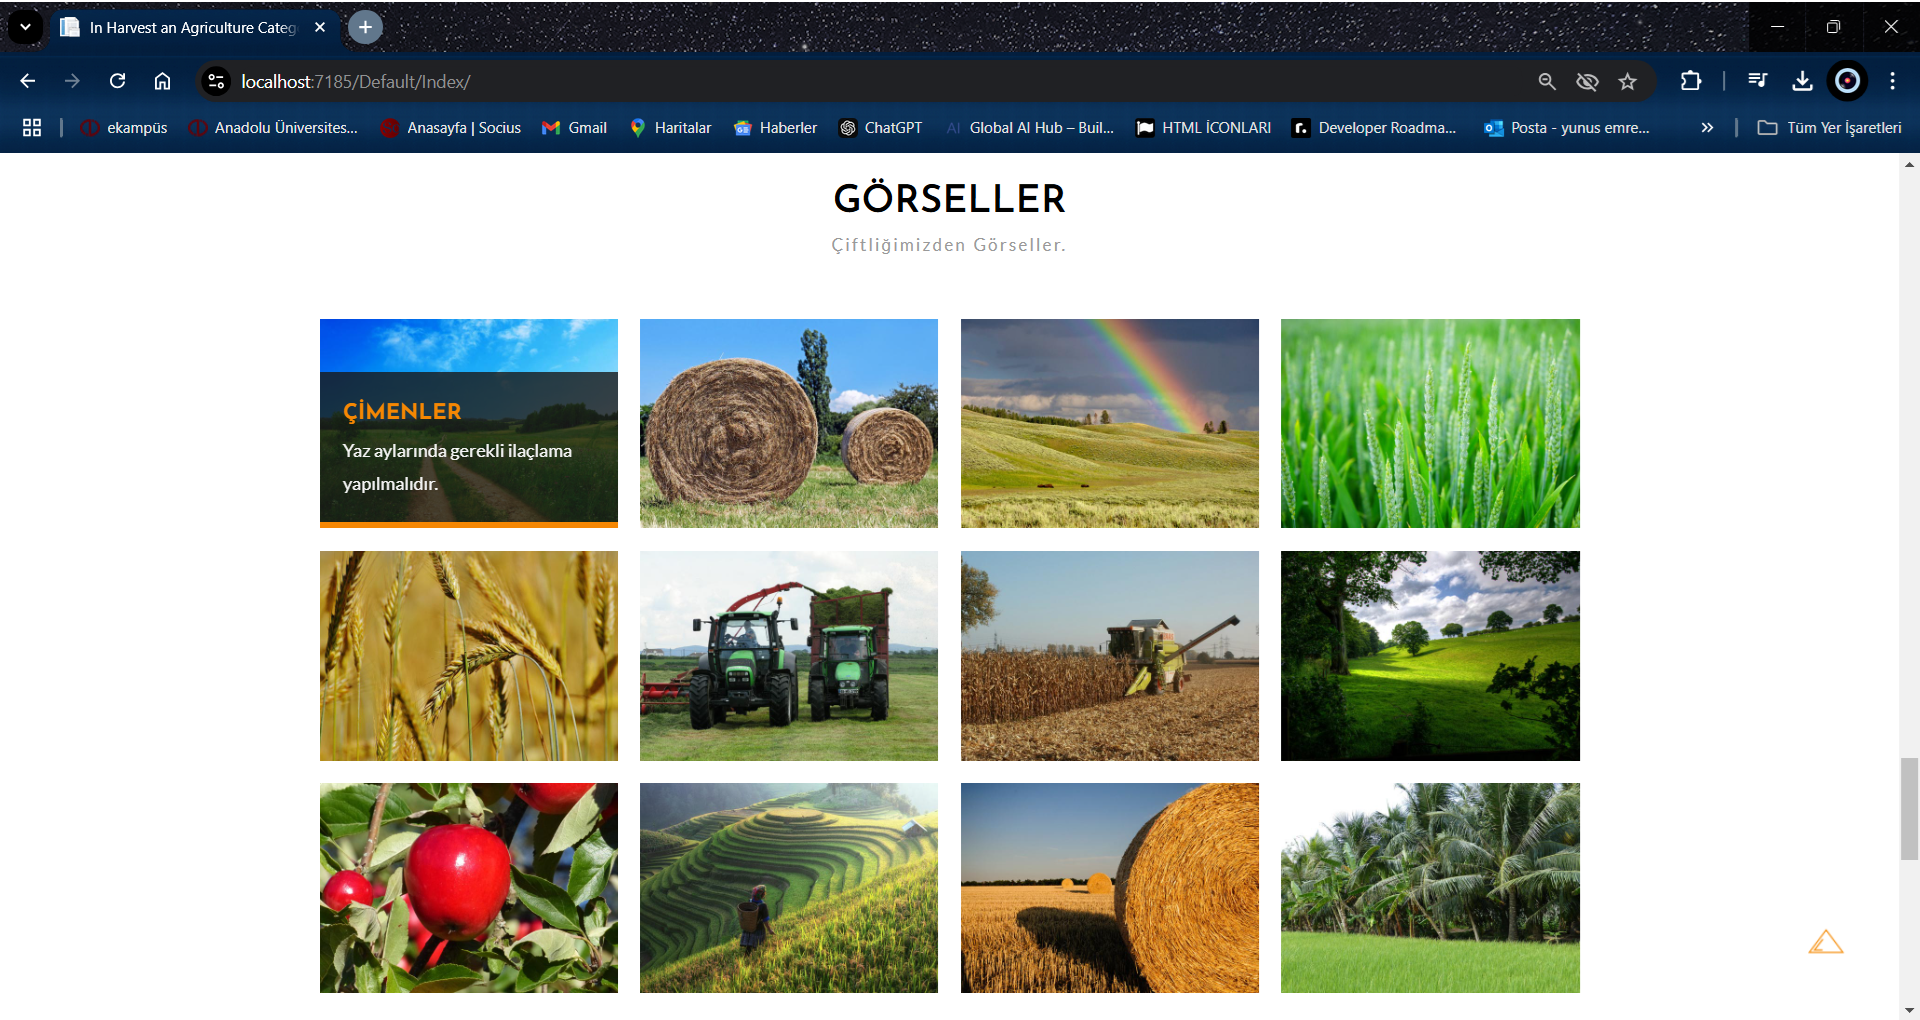 In Harvest an Agriculture Categ
localhost:7185/Default/Index/
ekampüs
Anadolu Üniversites...
Anasayfa | Socius
Gmail
Haritalar
Haberler
ChatGPT
AI Global AI Hub – Buil...
HTML İCONLARI
r. Developer Roadma...
Posta - yunus emre...
Tüm Yer İşaretleri
GÖRSELLER
Çiftliğimizden Görseller.
ÇİMENLER
Yaz aylarında gerekli ilaçlama
yapılmalıdır.